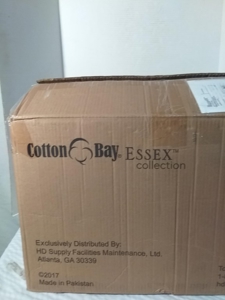 Cotton Bay® ESSEX™
collection
Exclusively Distributed By:
HD Supply Facilities Maintenance, Ltd
Atlanta, GA 30339
©2017
Made in Pakistan